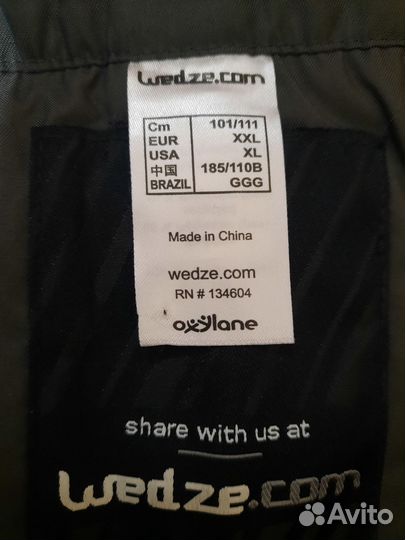 wedze.com
Cm 101/111
EUR XXL
USA XL
中国 185/110B
BRAZIL GGG
Made in China
wedze.com
RN # 134604
oxylane
share with us at
wedze.com
Avito